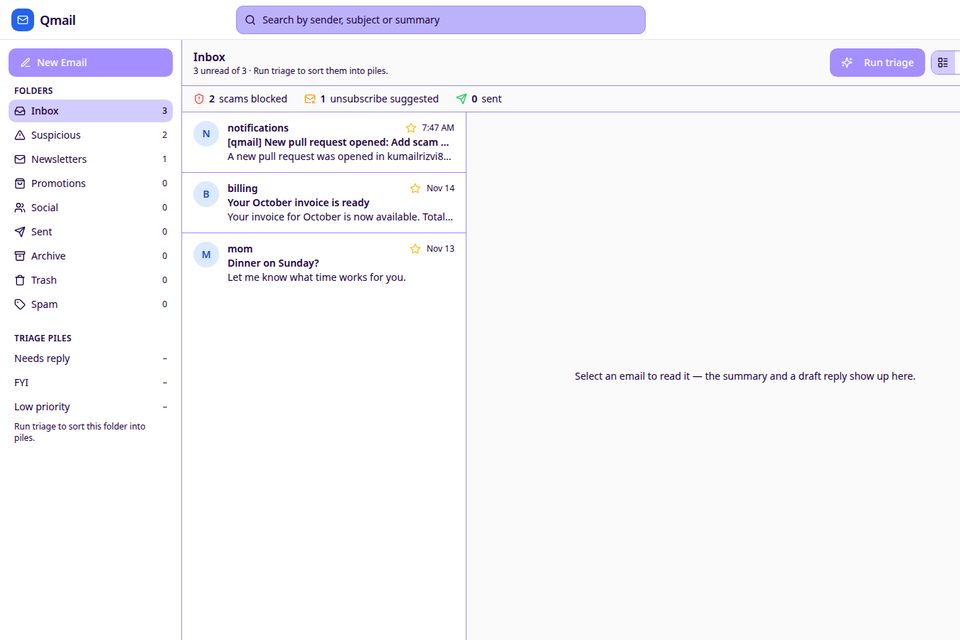 Qmail
Search by sender, subject or summary
New Email
FOLDERS
Inbox 3
Suspicious 2
Newsletters 1
Promotions 0
Social 0
Sent 0
Archive 0
Trash 0
Spam 0
TRIAGE PILES
Needs reply –
FYI –
Low priority –
Run triage to sort this folder into
piles.
Inbox
3 unread of 3 · Run triage to sort them into piles.
Run triage
2 scams blocked 1 unsubscribe suggested 0 sent
N
notifications 7:47 AM
[qmail] New pull request opened: Add scam ...
A new pull request was opened in kumailrizvi8...
B
billing Nov 14
Your October invoice is ready
Your invoice for October is now available. Total...
M
mom Nov 13
Dinner on Sunday?
Let me know what time works for you.
Select an email to read it — the summary and a draft reply show up here.